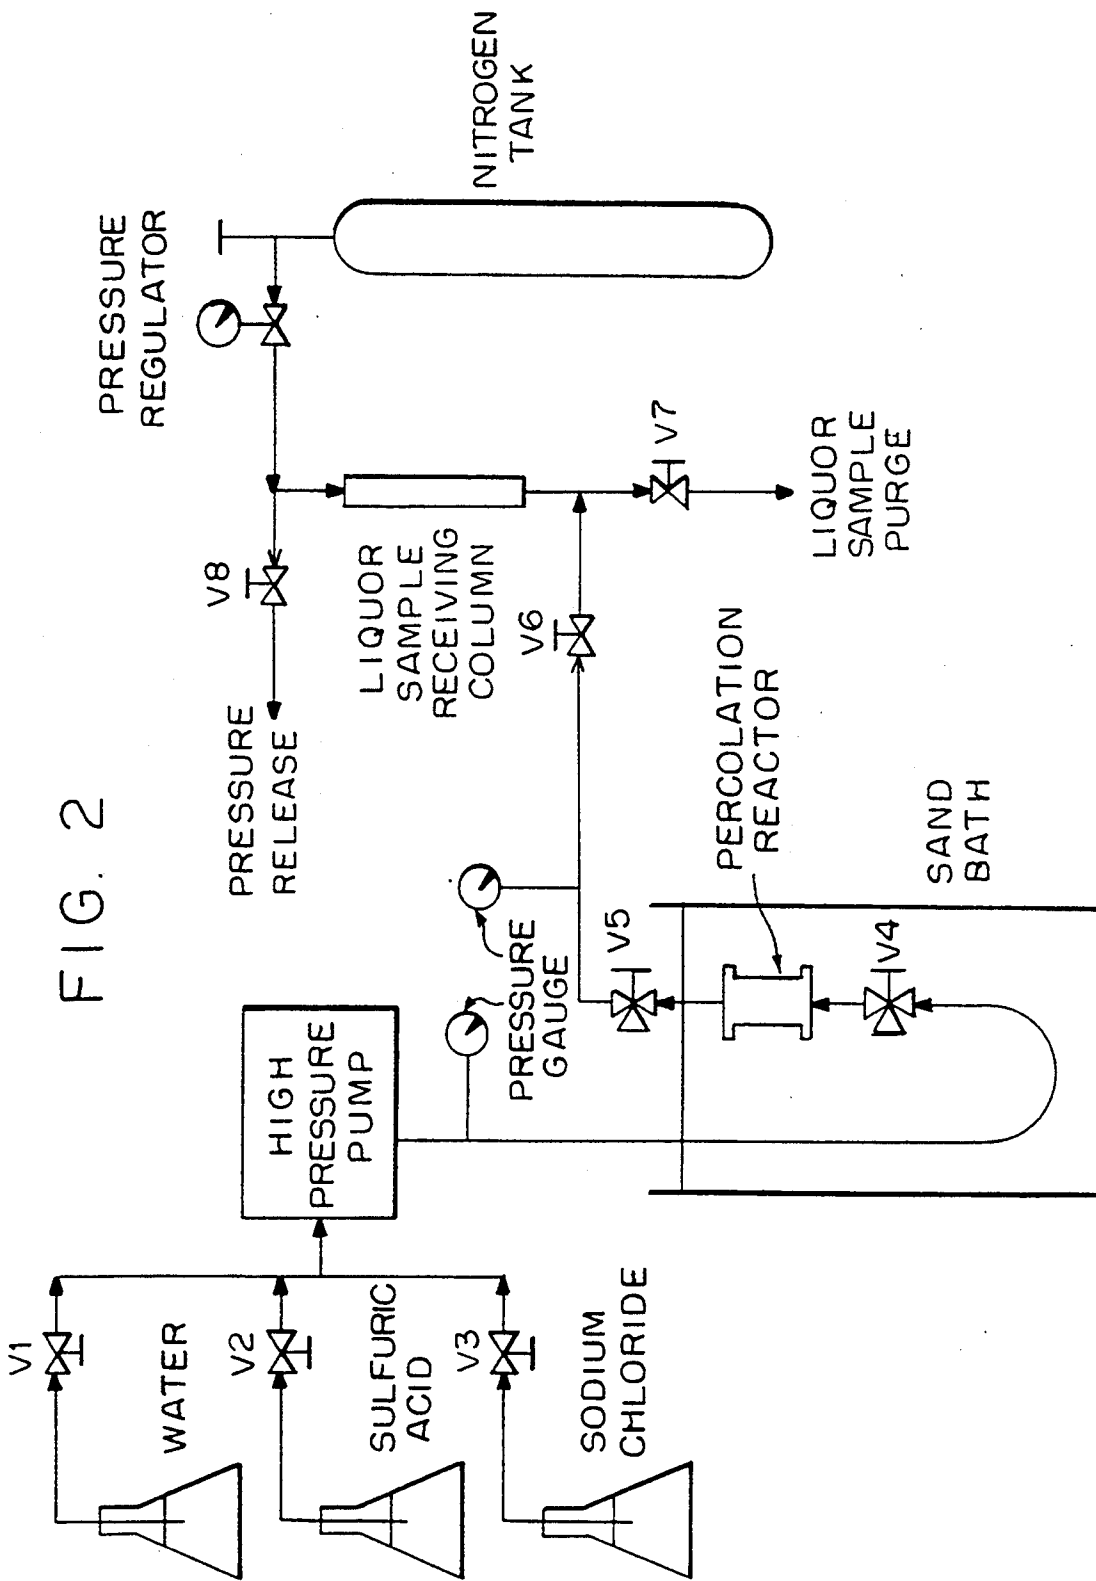 FIG. 2
V1
WATER
V2
SULFURIC
ACID
V3
SODIUM
CHLORIDE
HIGH
PRESSURE
PUMP
PRESSURE
GAUGE
PRESSURE
RELEASE
V8
PRESSURE
REGULATOR
NITROGEN
TANK
LIQUOR
SAMPLE
RECEIVING
COLUMN
V6
V7
LIQUOR
SAMPLE
PURGE
V5
PERCOLATION
REACTOR
V4
SAND
BATH